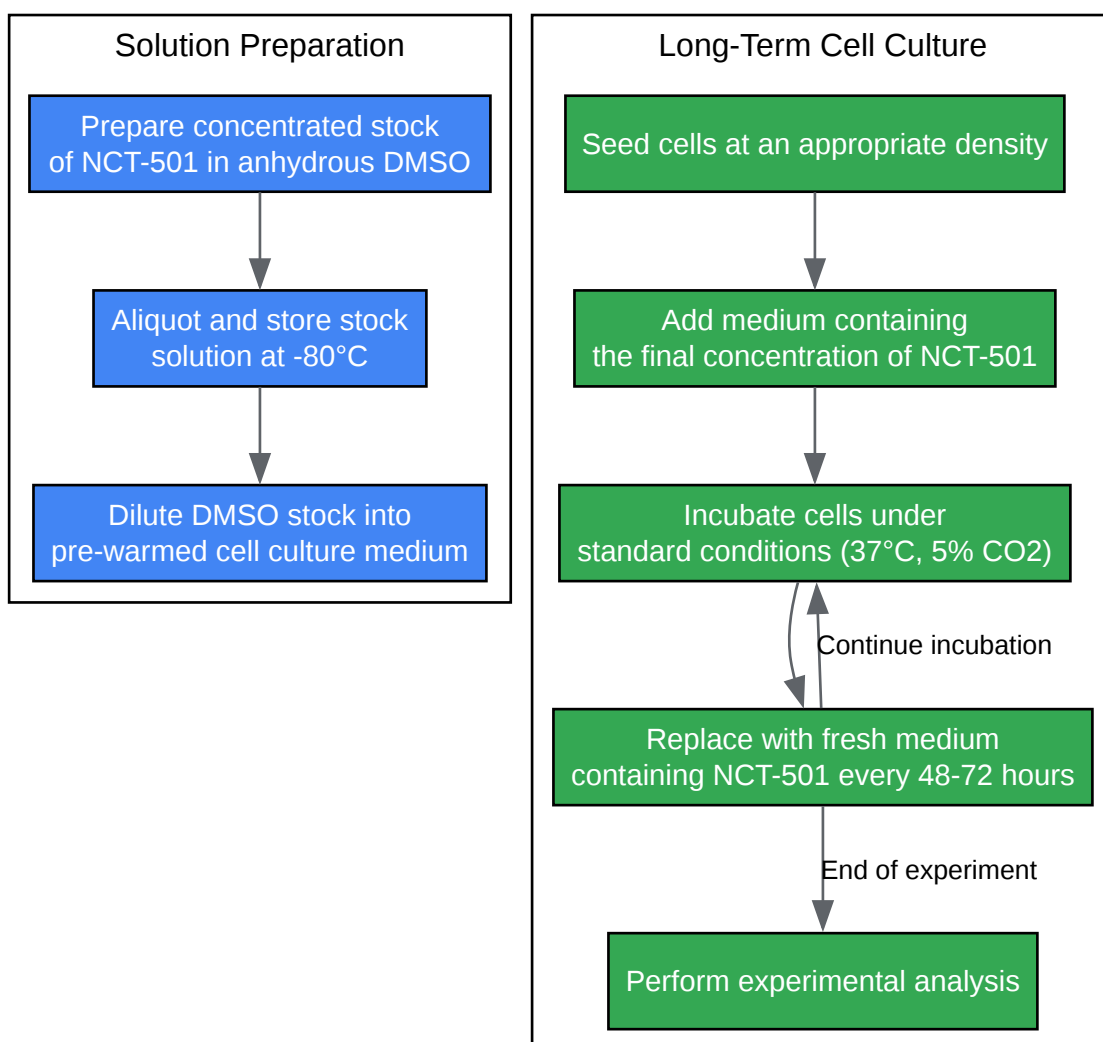 Solution Preparation
Prepare concentrated stock
of NCT-501 in anhydrous DMSO
Aliquot and store stock
solution at -80°C
Dilute DMSO stock into
pre-warmed cell culture medium
Long-Term Cell Culture
Seed cells at an appropriate density
Add medium containing
the final concentration of NCT-501
Incubate cells under
standard conditions (37°C, 5% CO2)
Continue incubation
Replace with fresh medium
containing NCT-501 every 48-72 hours
End of experiment
Perform experimental analysis